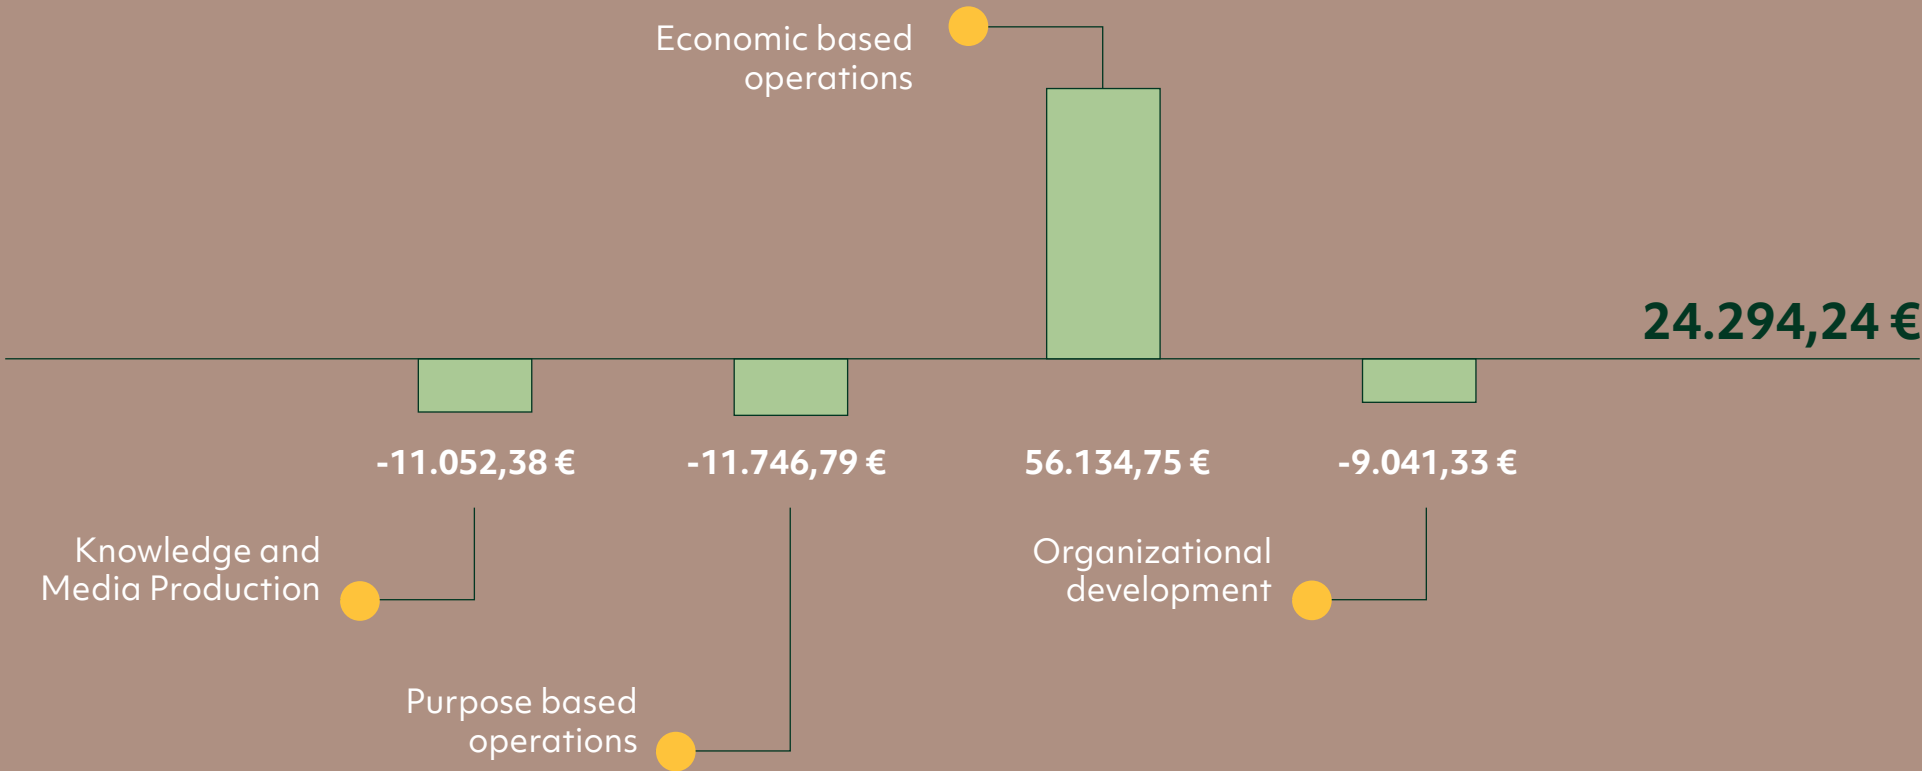 Economic based
operations
24.294,24 €
-11.052,38 €
-11.746,79 €
56.134,75 €
-9.041,33 €
Knowledge and
Media Production
Organizational
development
Purpose based
operations